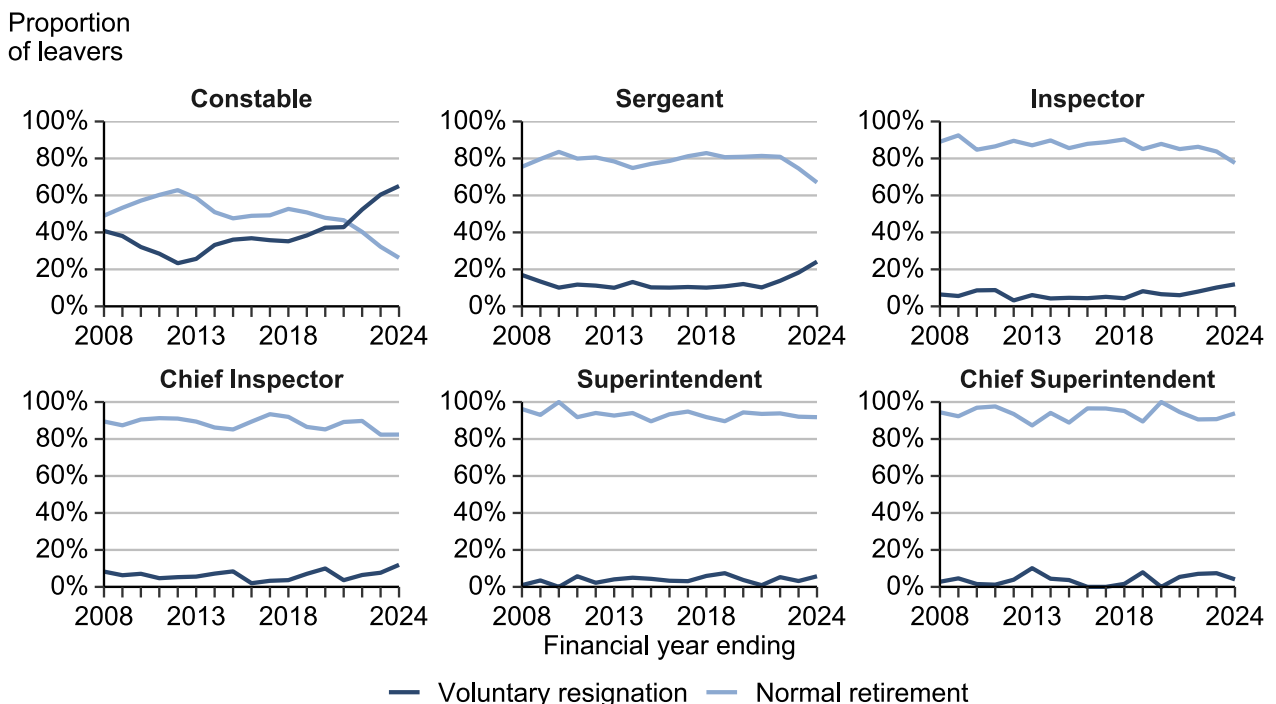 Proportion
of leavers
Constable
100%
80%
60%
40%
20%
0%
2008 2013 2018 2024
Sergeant
100%
80%
60%
40%
20%
0%
2008 2013 2018 2024
Inspector
100%
80%
60%
40%
20%
0%
2008 2013 2018 2024
Chief Inspector
100%
80%
60%
40%
20%
0%
2008 2013 2018 2024
Superintendent
100%
80%
60%
40%
20%
0%
2008 2013 2018 2024
Chief Superintendent
100%
80%
60%
40%
20%
0%
2008 2013 2018 2024
Financial year ending
Voluntary resignation Normal retirement